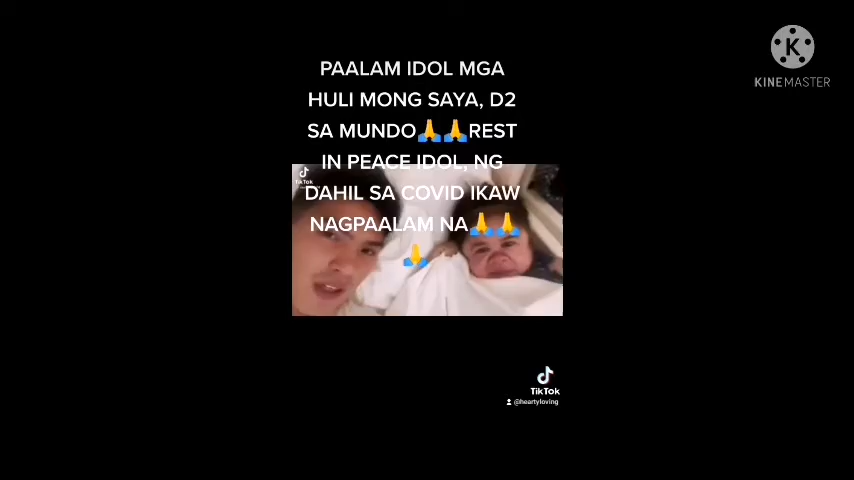 PAALAM IDOL MGA
HULI MONG SAYA, D2
SA MUNDO🙏🙏REST
IN PEACE IDOL, NG
DAHIL SA COVID IKAW
NAGPAALAM NA🙏🙏
🙏
KINEMASTER
TikTok
TikTok
@heartyloving